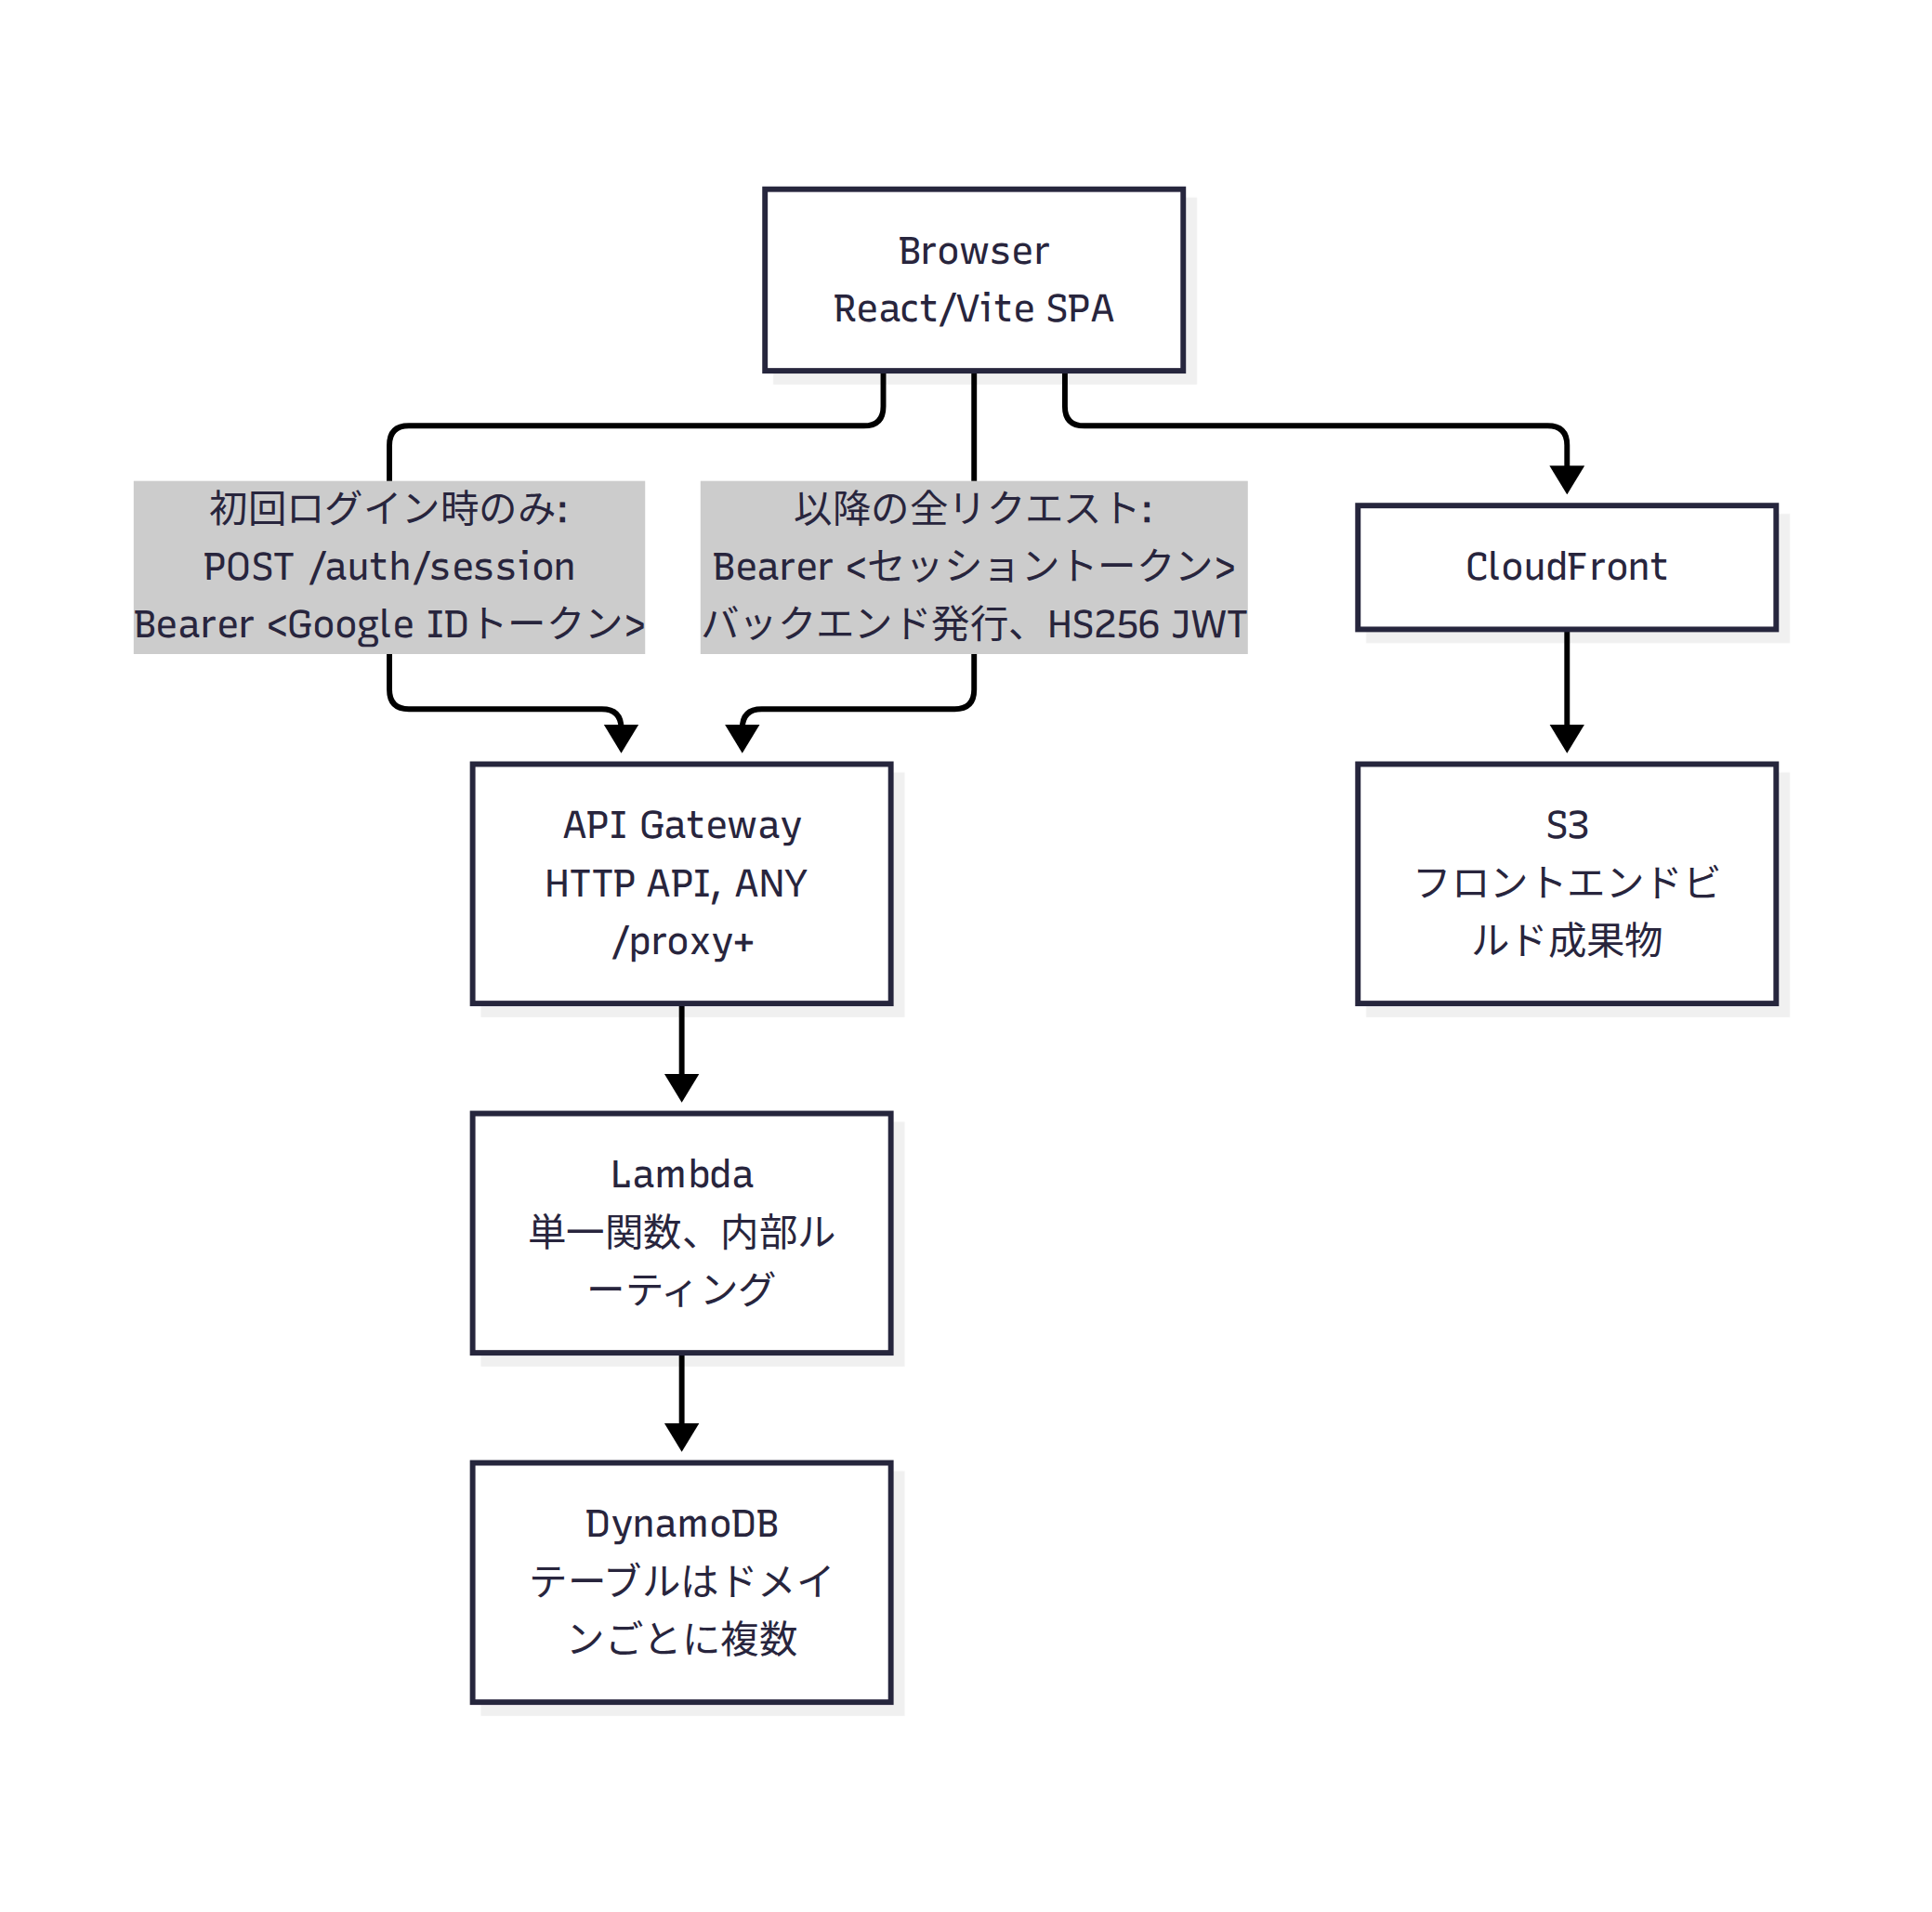 Browser
React/Vite SPA
初回ログイン時のみ:
POST /auth/session
Bearer <Google IDトークン>
以降の全リクエスト:
Bearer <セッショントークン>
バックエンド発行、HS256 JWT
CloudFront
API Gateway
HTTP API, ANY
/proxy+
S3
フロントエンドビ
ルド成果物
Lambda
単一関数、内部ル
ーティング
DynamoDB
テーブルはドメイ
ンごとに複数